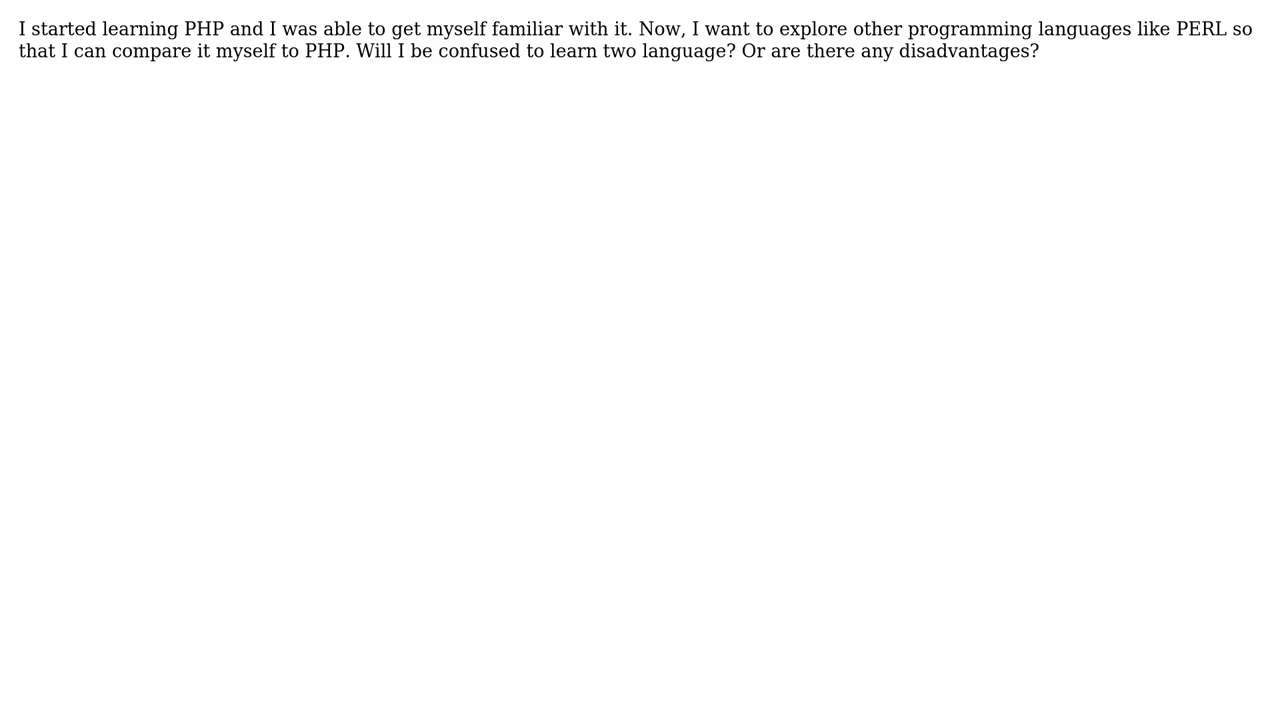 I started learning PHP and I was able to get myself familiar with it. Now, I want to explore other programming languages like PERL so
that I can compare it myself to PHP. Will I be confused to learn two language? Or are there any disadvantages?